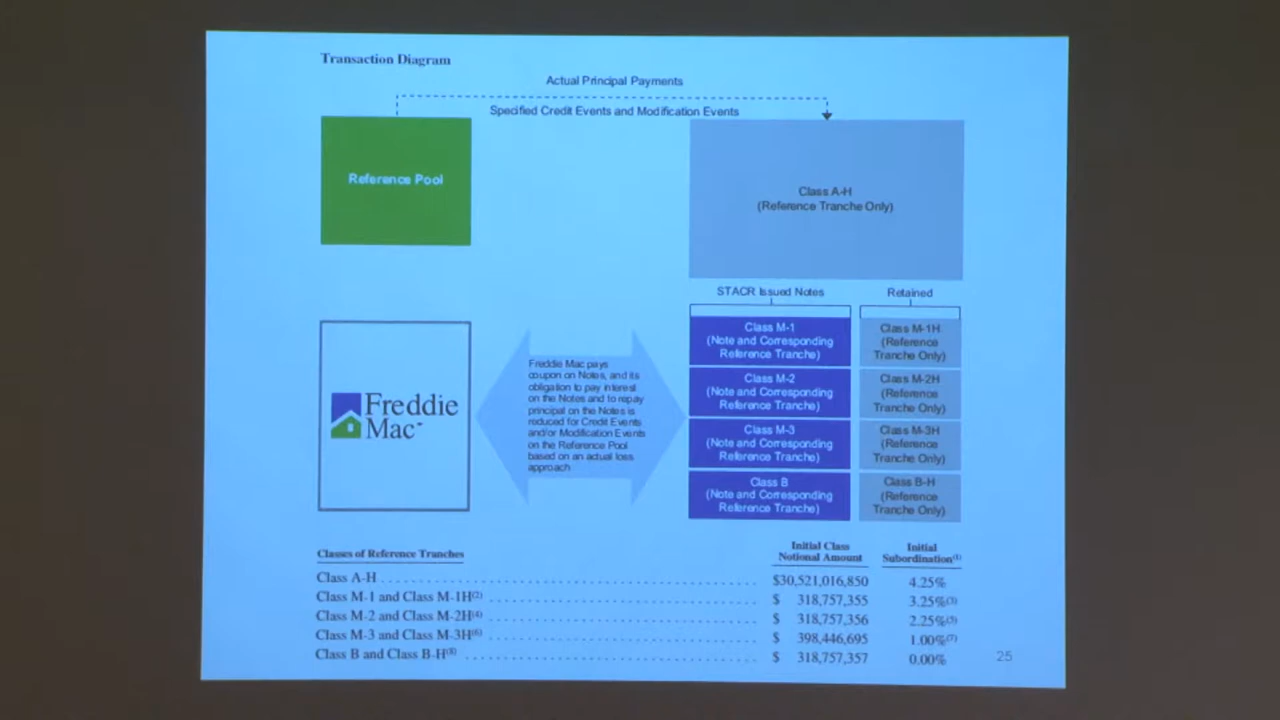 Transaction Diagram
Actual Principal Payments
Specified Credit Events and Modification Events
Reference Pool
Class A-H
(Reference Tranche Only)
STACR Issued Notes
Retained
Class M-1
(Note and Corresponding
Reference Tranche)
Class M-1H
(Reference
Tranche Only)
Class M-2
(Note and Corresponding
Reference Tranche)
Class M-2H
(Reference
Tranche Only)
Class M-3
(Note and Corresponding
Reference Tranche)
Class M-3H
(Reference
Tranche Only)
Class B
(Note and Corresponding
Reference Tranche)
Class B-H
(Reference
Tranche Only)
Freddie
Mac
Freddie Mac pays
coupon on Notes, and its
obligation to pay interest
on the Notes and to repay
principal on the Notes is
reduced for Credit Events
and/or Modification Events
on the Reference Pool
based on an actual loss
approach
Classes of Reference Tranches
Initial Class
Notional Amount
Initial
Subordination(1)
Class A-H $30,521,016,850 4.25%
Class M-1 and Class M-1H(2) $ 318,757,355 3.25%(3)
Class M-2 and Class M-2H(4) $ 318,757,356 2.25%(5)
Class M-3 and Class M-3H(6) $ 398,446,695 1.00%(7)
Class B and Class B-H(8) $ 318,757,357 0.00%
25